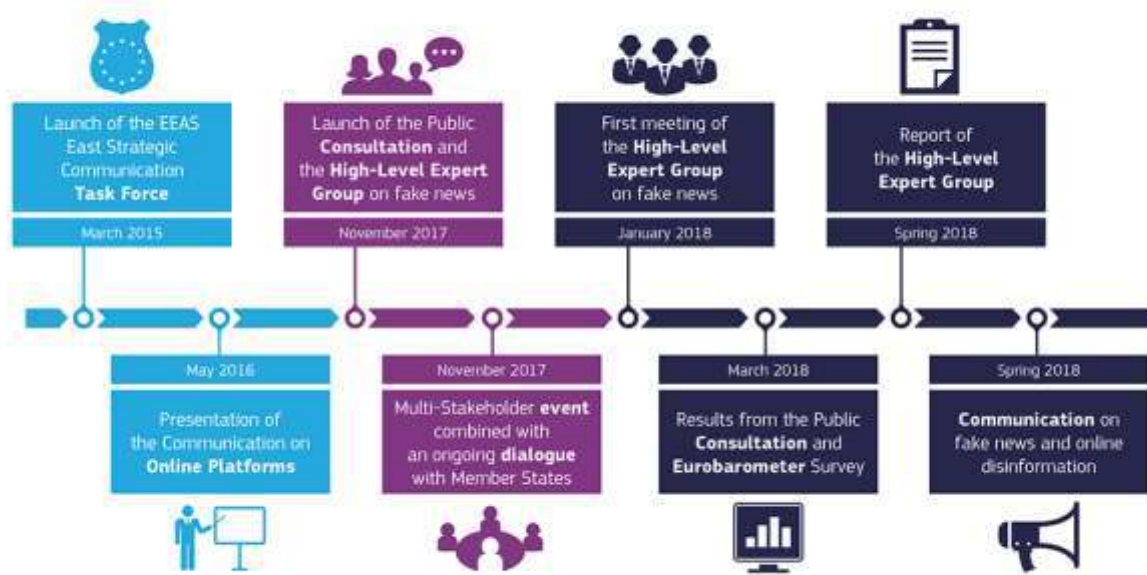 Launch of the EEAS
East Strategic
Communication
Task Force
March 2015
Launch of the Public
Consultation and
the High-Level Expert
Group on fake news
November 2017
First meeting of
the High-Level
Expert Group
on fake news
January 2018
Report of
the High-Level
Expert Group
Spring 2018
May 2016
Presentation of
the Communication on
Online Platforms
November 2017
Multi-Stakeholder event
combined with
an ongoing dialogue
with Member States
March 2018
Results from the Public
Consultation and
Eurobarometer Survey
Spring 2018
Communication on
fake news and online
disinformation